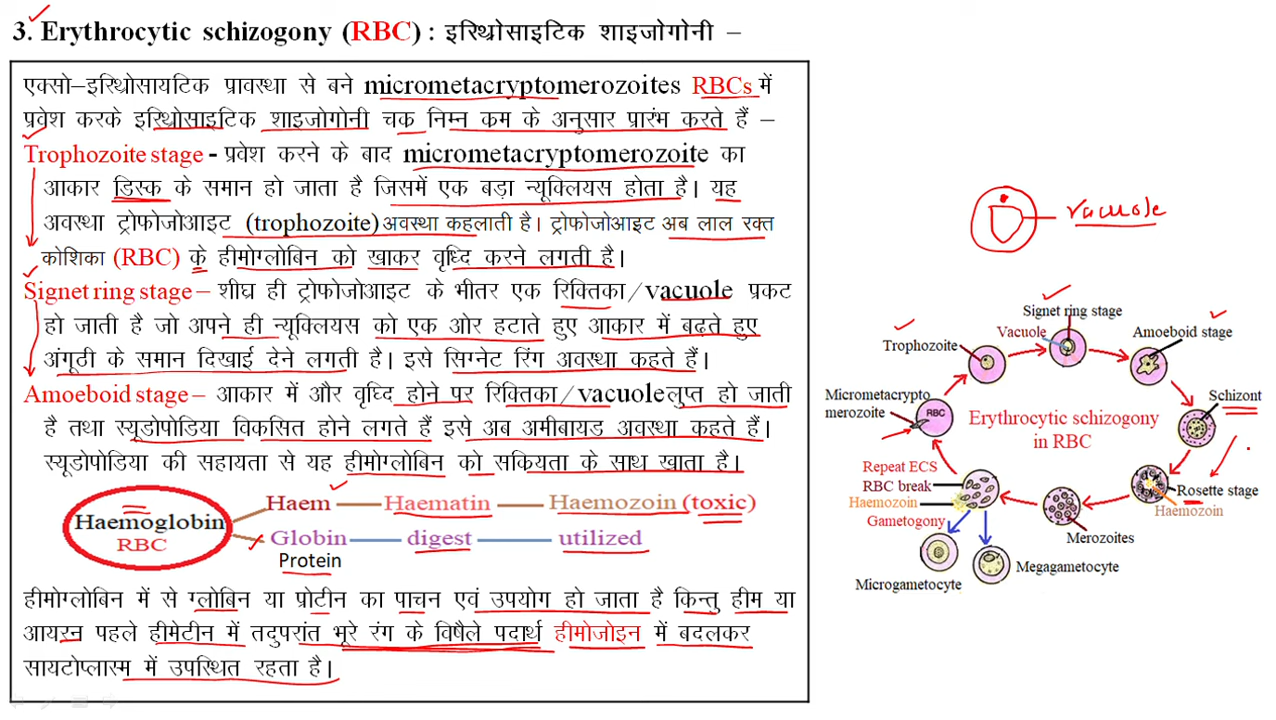 3. Erythrocytic schizogony (RBC) : इरिथ्रोसाइटिक शाइजोगोनी –
एक्सो–इरिथ्रोसायटिक प्रावस्था से बने micrometacryptomerozoites RBCs में
प्रवेश करके इरिथ्रोसाइटिक शाइजोगोनी चक्र निम्न क्रम के अनुसार प्रारंभ करते हैं –
Trophozoite stage - प्रवेश करने के बाद micrometacryptomerozoite का
आकार डिस्क के समान हो जाता है जिसमें एक बड़ा न्यूक्लियस होता है। यह
अवस्था ट्रोफोजोआइट (trophozoite) अवस्था कहलाती है। ट्रोफोजोआइट अब लाल रक्त
कोशिका (RBC) के हीमोग्लोबिन को खाकर वृध्दि करने लगती है।
Signet ring stage – शीघ्र ही ट्रोफोजोआइट के भीतर एक रिक्तिका/vacuole प्रकट
हो जाती है जो अपने ही न्यूक्लियस को एक ओर हटाते हुए आकार में बढते हुए
अंगूठी के समान दिखाई देने लगती है। इसे सिग्नेट रिंग अवस्था कहते हैं।
Amoeboid stage – आकार में और वृध्दि होने पर रिक्तिका/vacuole लुप्त हो जाती
है तथा स्यूडोपोडिया विकसित होने लगते हैं इसे अब अमीबायड अवस्था कहते हैं।
स्यूडोपोडिया की सहायता से यह हीमोग्लोबिन को सक्रियता के साथ खाता है।
Haemoglobin
RBC
Haem — Haematin — Haemozoin (toxic)
Globin — digest — utilized
Protein
हीमोग्लोबिन में से ग्लोबिन या प्रोटीन का पाचन एवं उपयोग हो जाता है किन्तु हीम या
आयरन पहले हीमेटीन में तदुपरांत भूरे रंग के विषैले पदार्थ हीमोजोइन में बदलकर
सायटोप्लास्म में उपस्थित रहता है।
vacuole
Signet ring stage
Vacuole
Amoeboid stage
Trophozoite
Micrometacrypto
merozoite
RBC
Schizont
Erythrocytic schizogony
in RBC
Repeat ECS
RBC break
Haemozoin
Gametogony
Rosette stage
Haemozoin
Merozoites
Megagametocyte
Microgametocyte